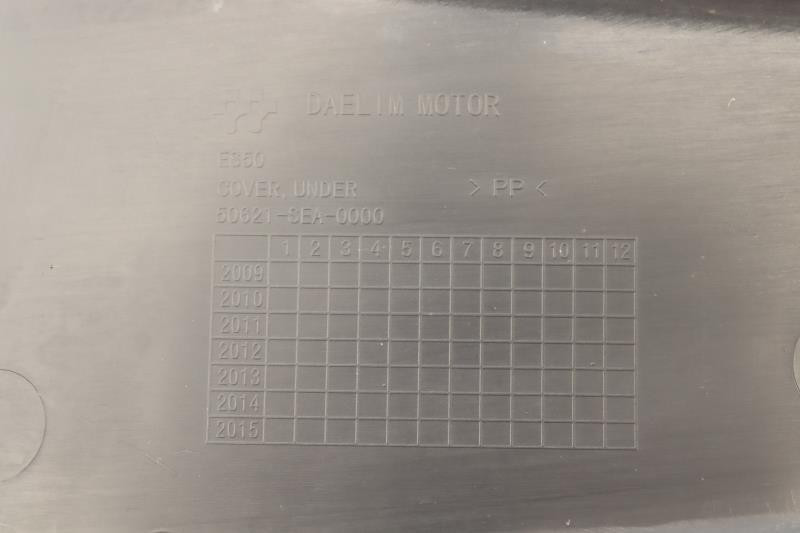 DAELIM MOTOR
ES50
COVER, UNDER > PP <
50621-SEA-0000
1 2 3 4 5 6 7 8 9 10 11 12
2009
2010
2011
2012
2013
2014
2015